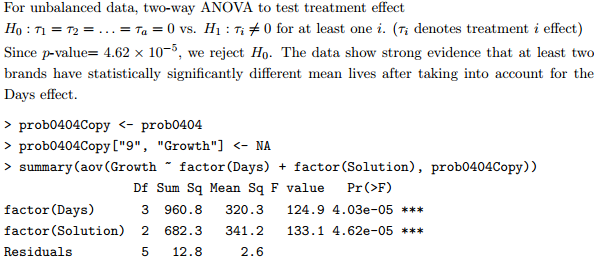 For unbalanced data, two-way ANOVA to test treatment effect
H₀ : τ₁ = τ₂ = . . . = τₐ = 0 vs. H₁ : τᵢ ≠ 0 for at least one i. (τᵢ denotes treatment i effect)
Since p-value= 4.62 × 10⁻⁵, we reject H₀. The data show strong evidence that at least two
brands have statistically significantly different mean lives after taking into account for the
Days effect.
> prob0404Copy <- prob0404
> prob0404Copy["9", "Growth"] <- NA
> summary(aov(Growth ~ factor(Days) + factor(Solution), prob0404Copy))
Df Sum Sq Mean Sq F value Pr(>F)
factor(Days) 3 960.8 320.3 124.9 4.03e-05 ***
factor(Solution) 2 682.3 341.2 133.1 4.62e-05 ***
Residuals 5 12.8 2.6